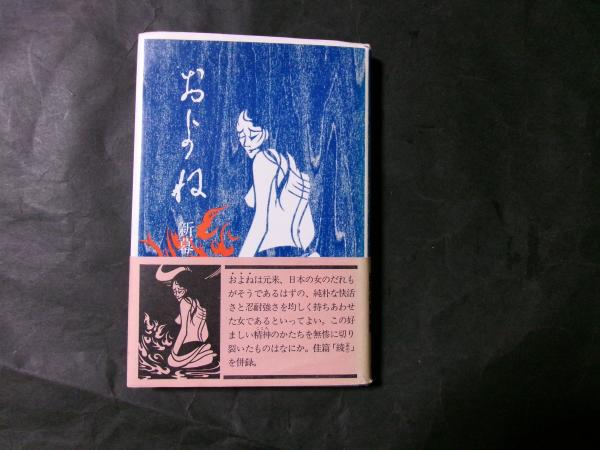 およね
新幕
およねは元来、日本の女のだれも
がそうであるはずの、純朴な快活
さと忍耐強さを均しく持ちあわせ
た女であるといってよい。この好
ましい精神のかたちを無惨に切り
裂いたものはなにか。佳篇「綾」
を併録。